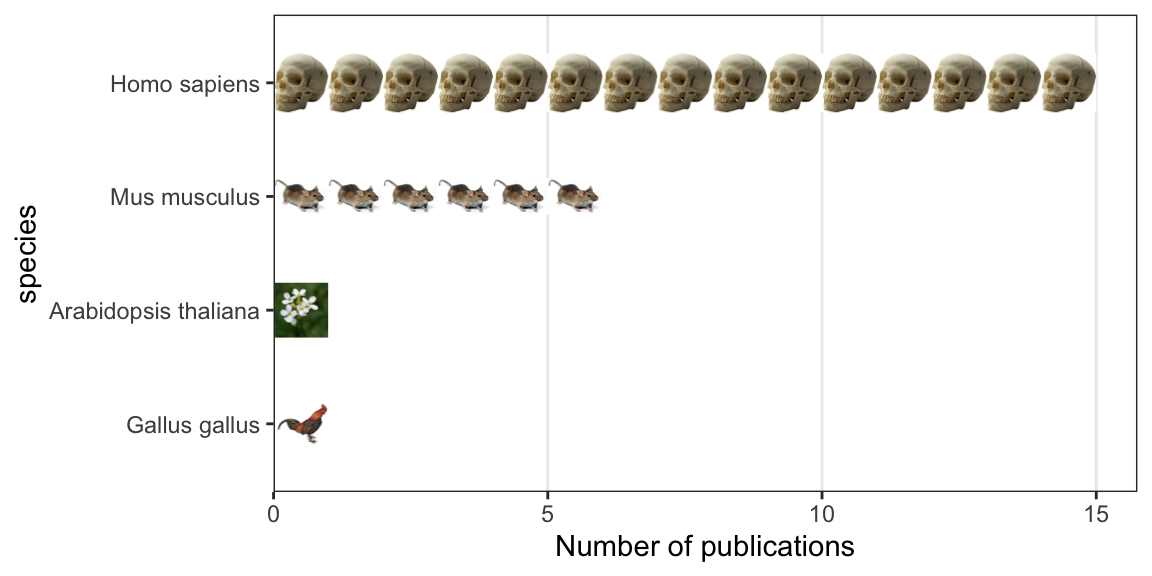 Homo sapiens
Mus musculus
Arabidopsis thaliana
Gallus gallus
species
0 5 10 15
Number of publications